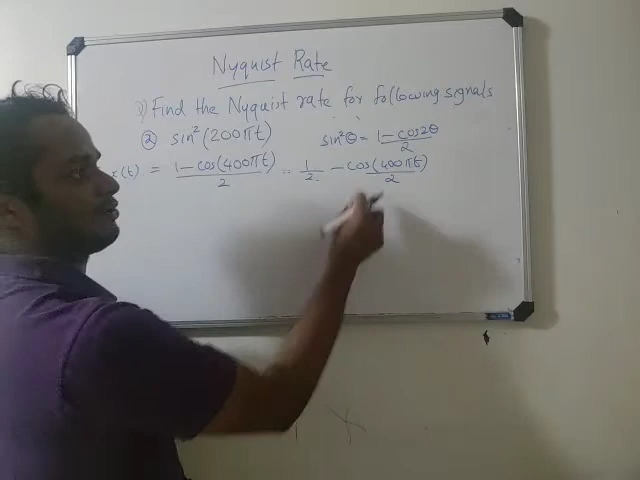 Nyquist Rate
1) Find the Nyquist rate for following signals
② sin²(200πt) sin²θ = 1 - cos2θ / 2
x(t) = 1 - cos(400πt) / 2 = 1/2 - cos(400πt) / 2